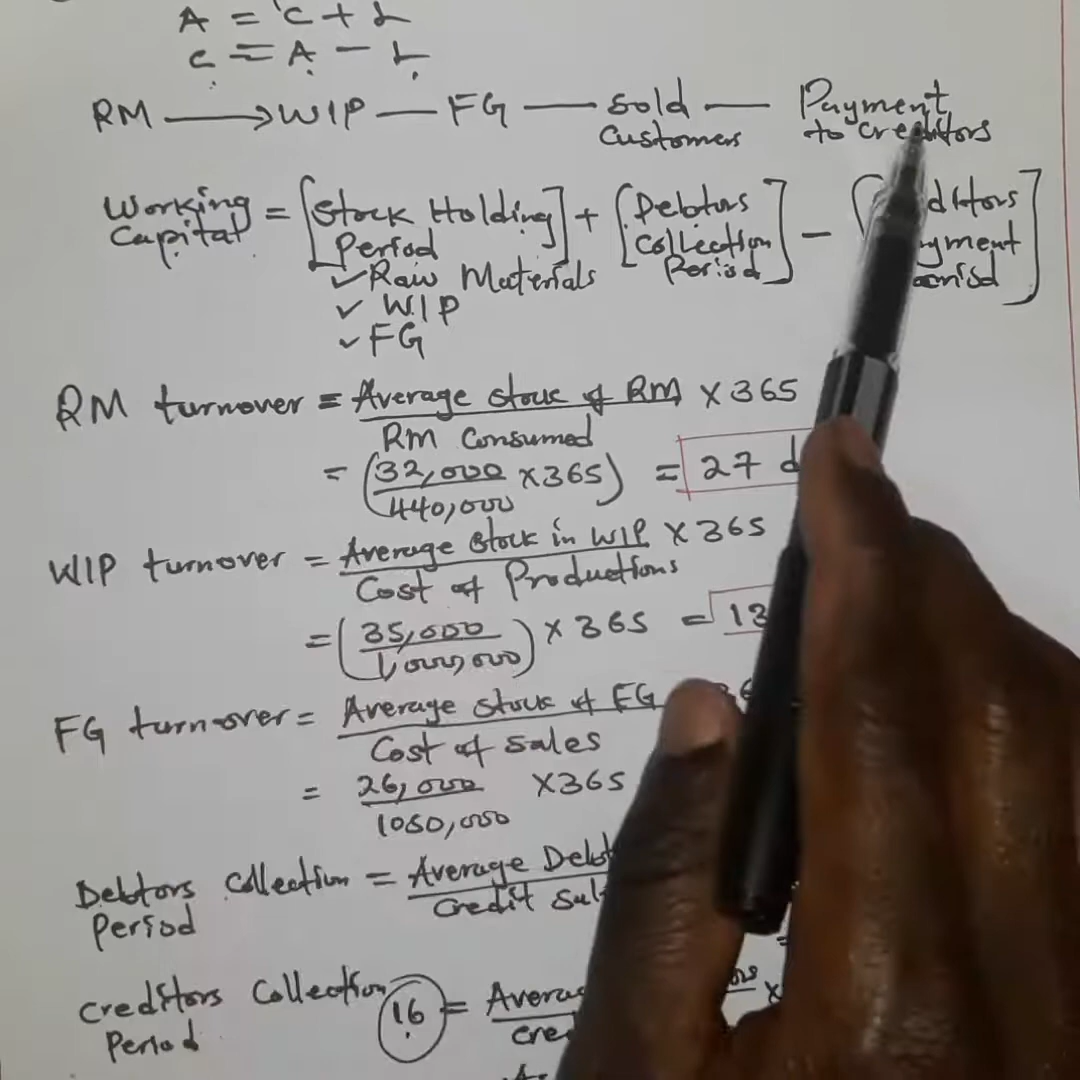 A = C + L
C = A - L
RM → WIP — FG — Sold — Payment
Customers to Creditors
Working Capital = [Stock Holding Period] + [Debtors Collection Period] - [
✓ Raw Materials
✓ WIP
✓ FG
RM turnover = Average stock of RM X 365
RM Consumed
= (32,000 X 365) = 27
440,000
WIP turnover = Average stock in WIP X 365
Cost of Productions
= (35,000) X 365 = 13
1,000,000
FG turnover = Average stock of FG
Cost of sales
= 26,000 X365
1050,000
Debtors Collection Period = Average
Credit
Creditors Collection Period (16) =